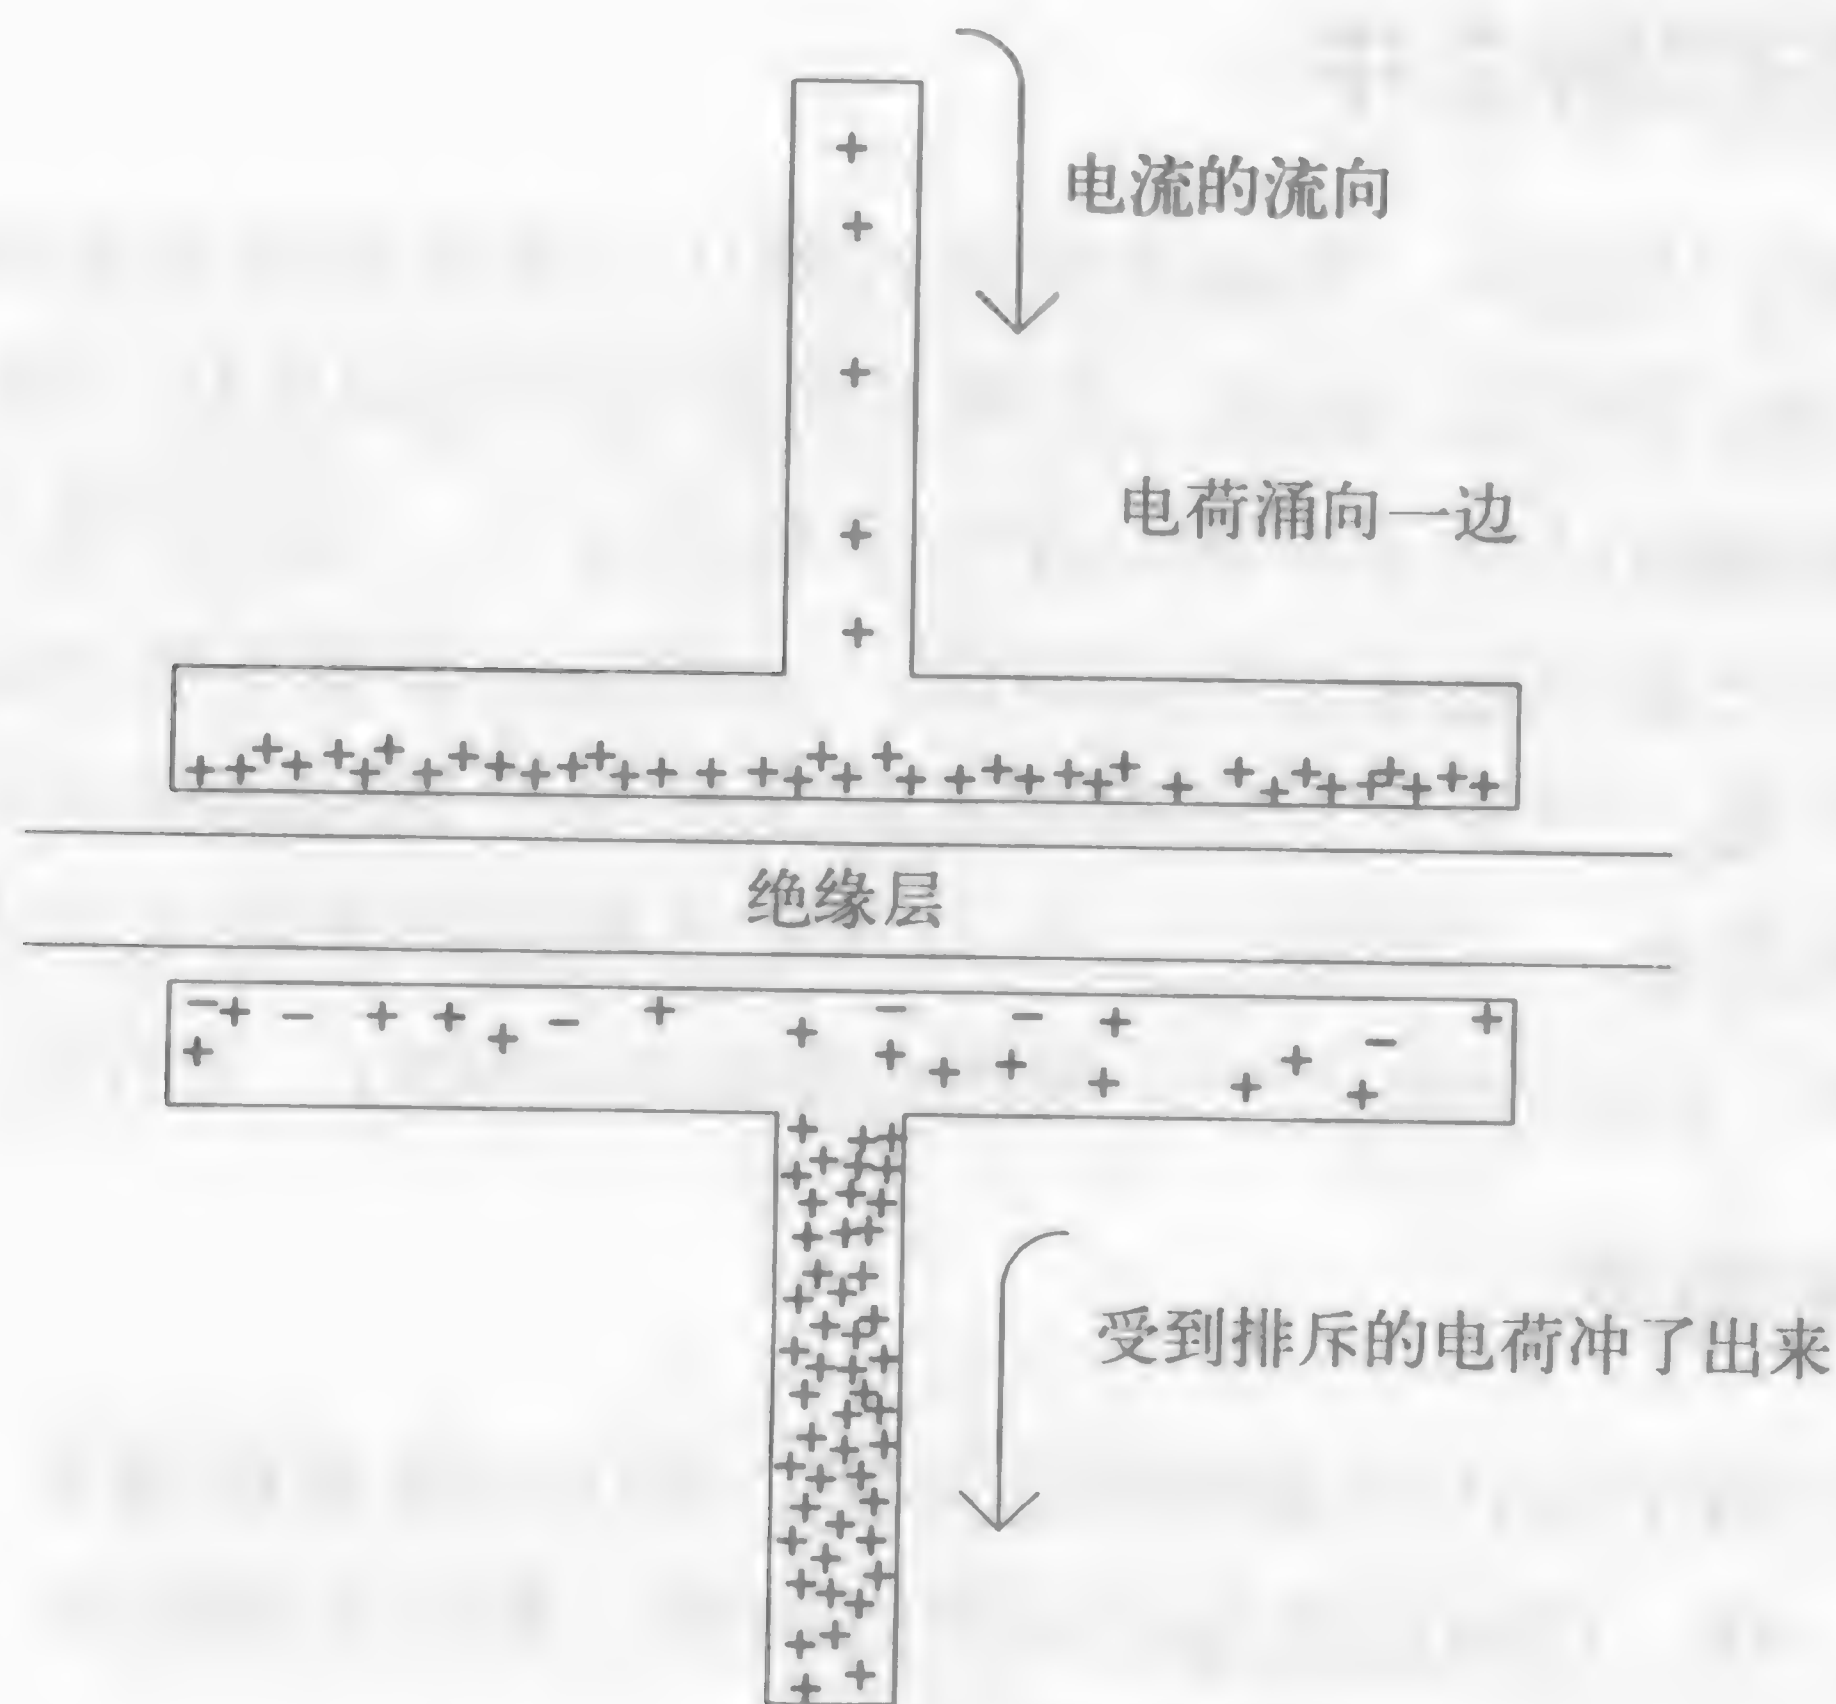 电流的流向
电荷涌向一边
绝缘层
受到排斥的电荷冲了出来